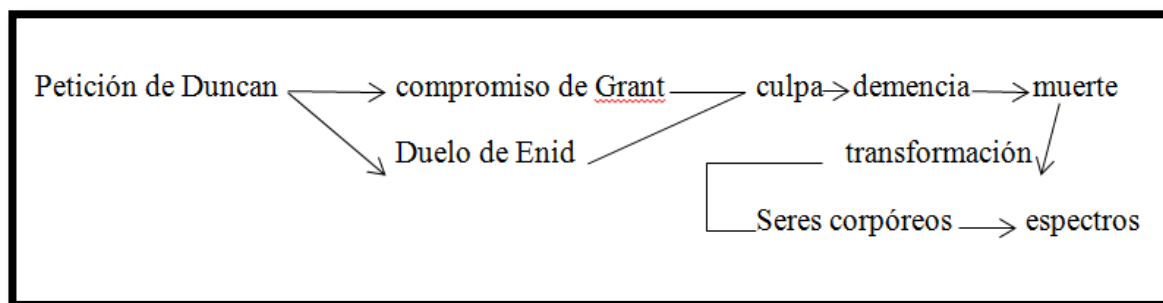 Petición de Duncan compromiso de Grant culpa demencia muerte
Duelo de Enid transformación
Seres corpóreos espectros